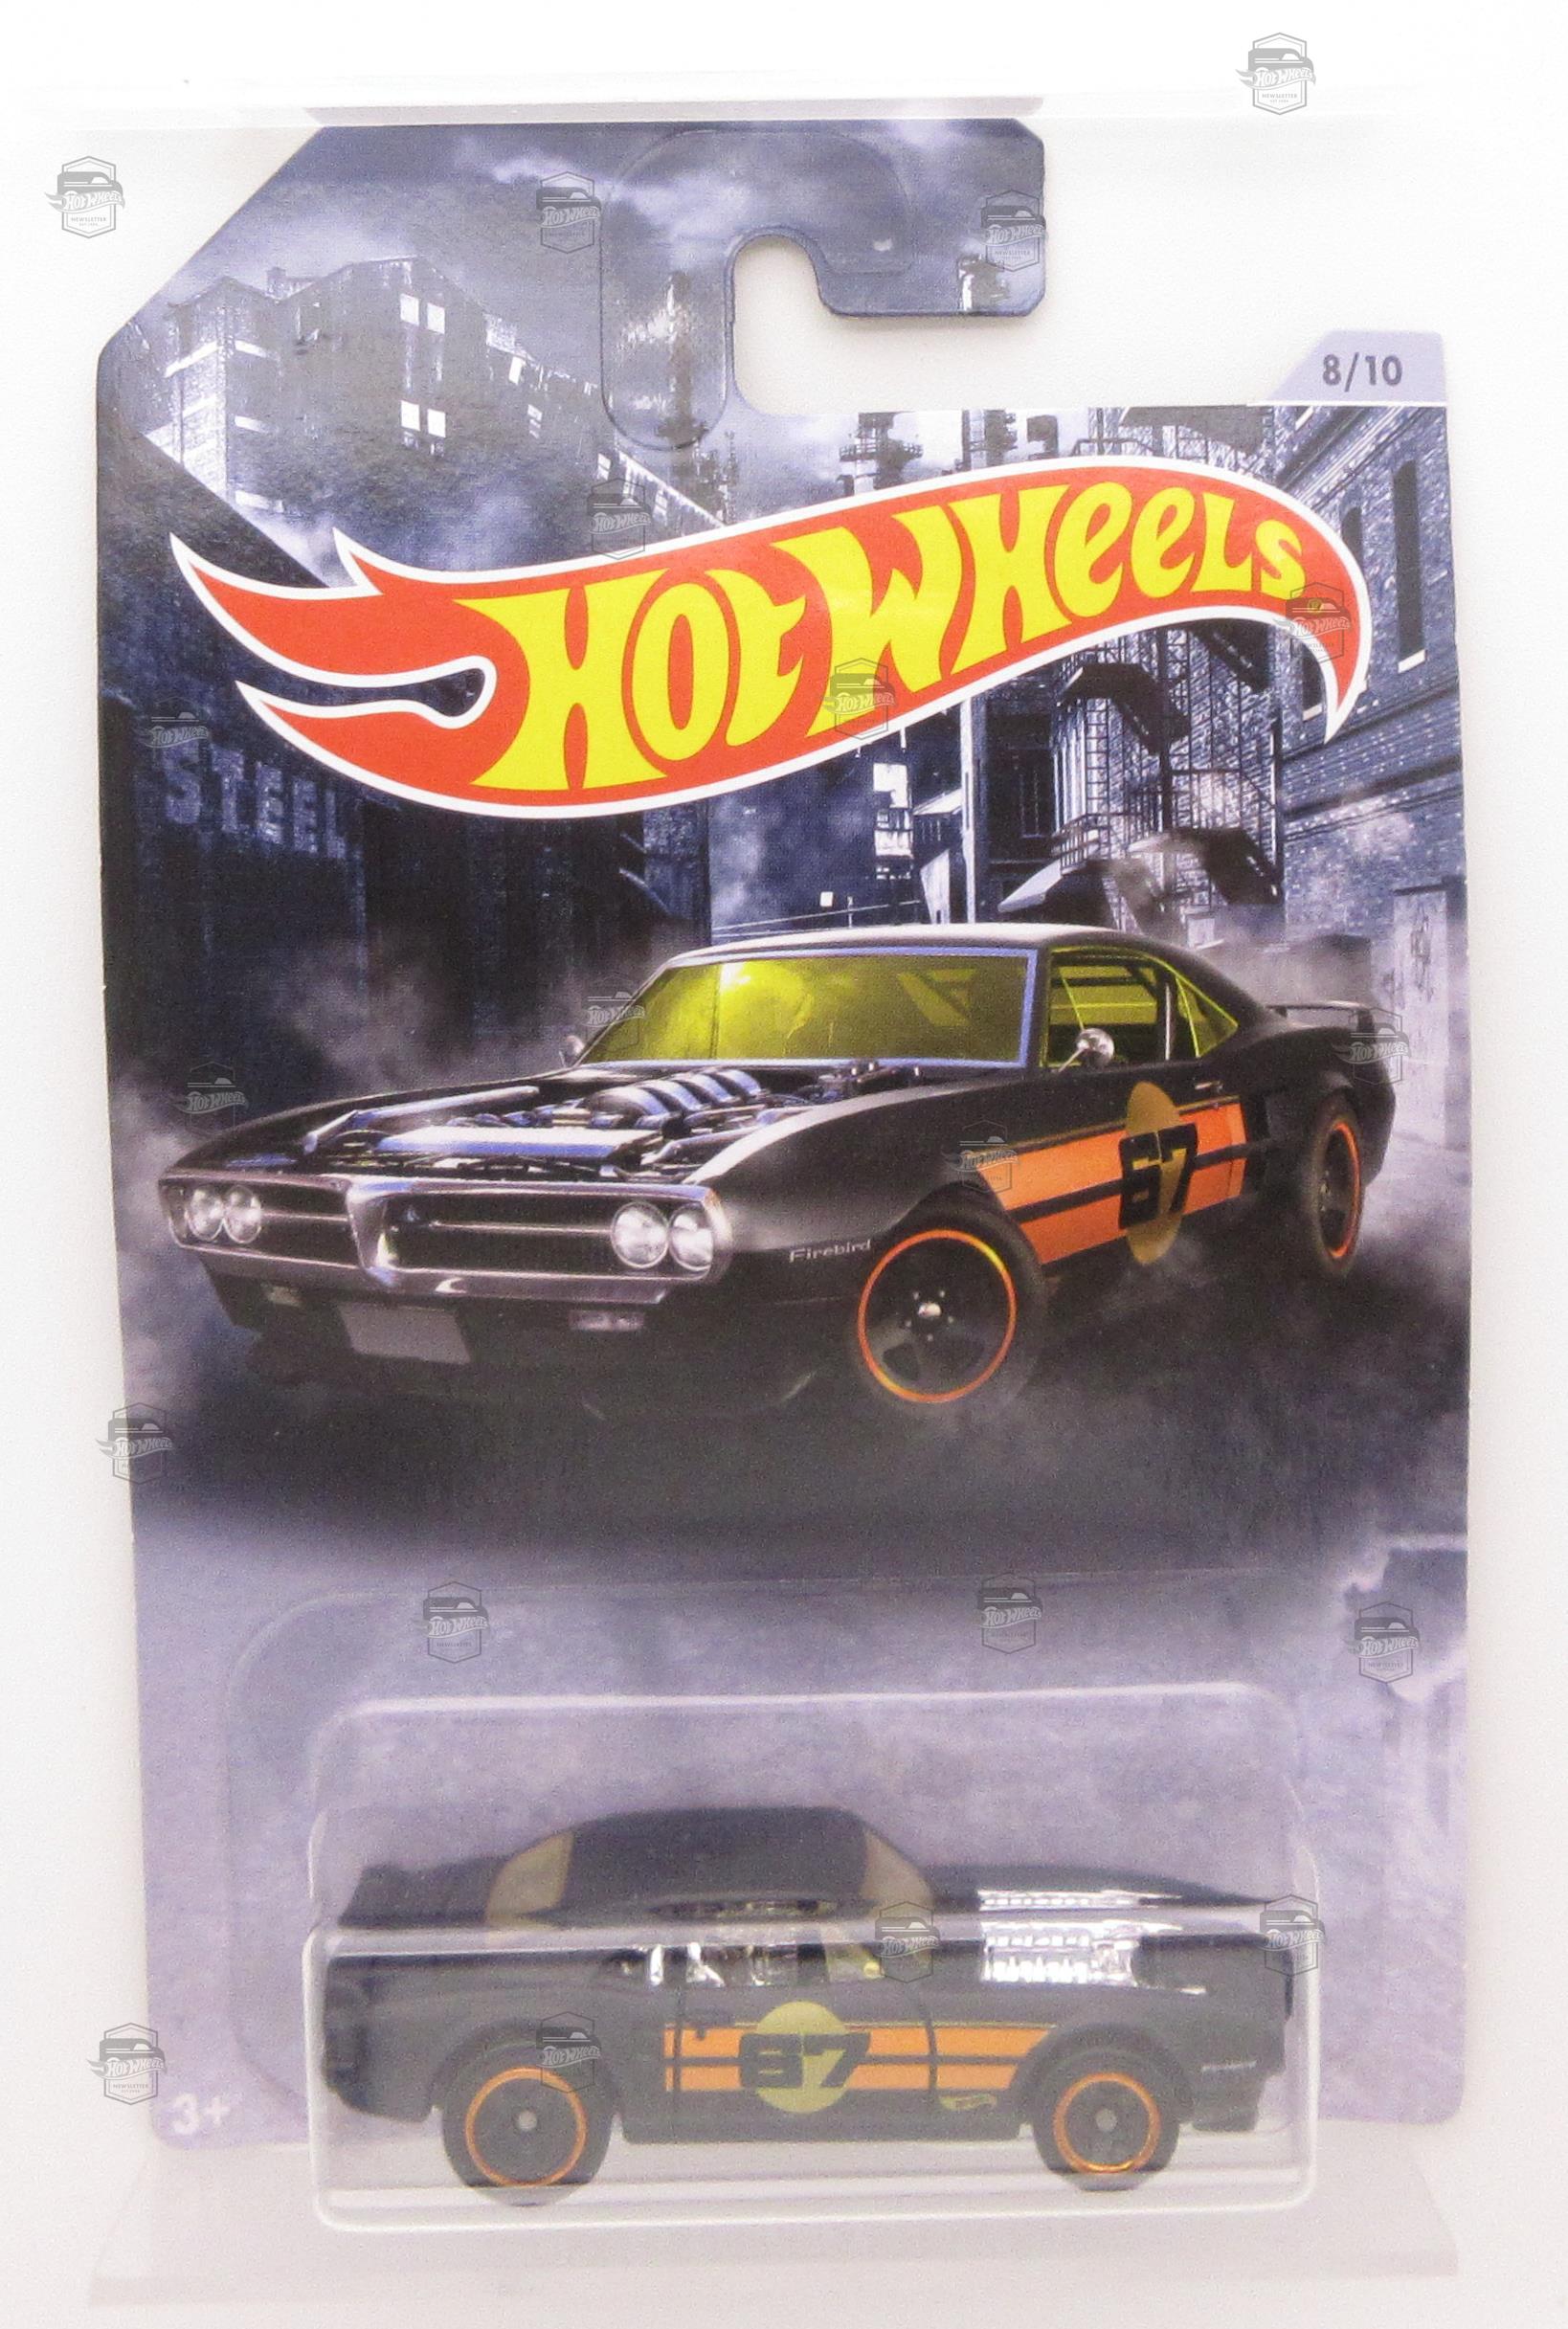 8/10
HOT WHEELS
STEEL
67
Firebird
67
3+